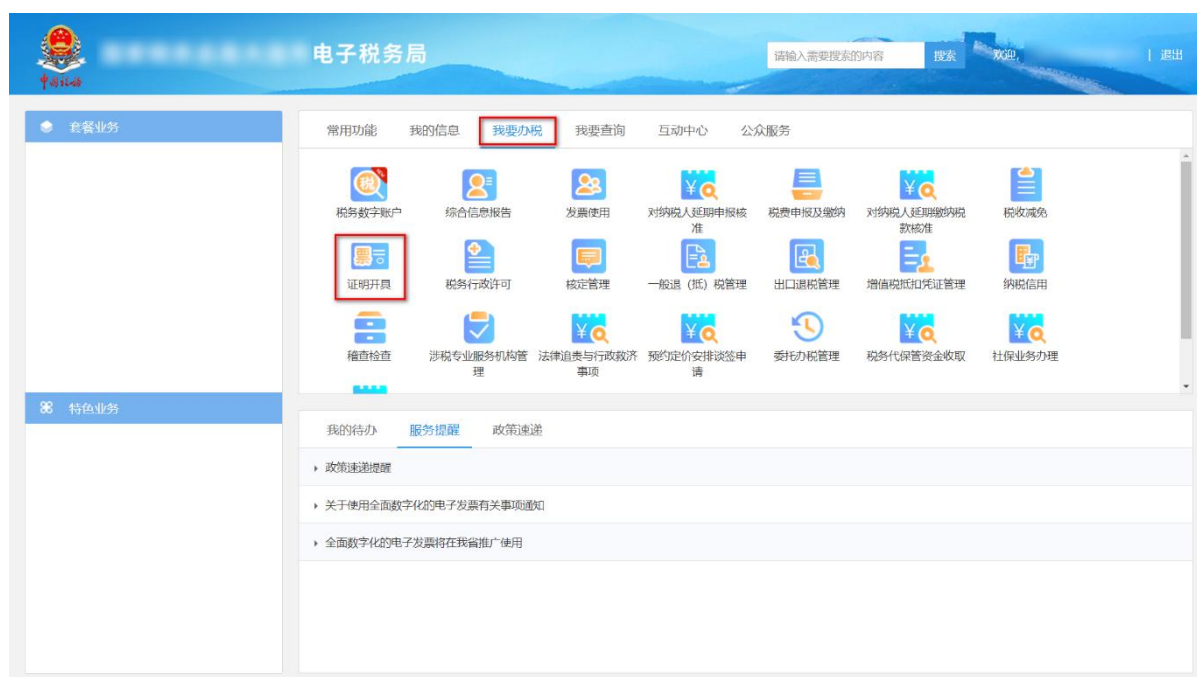 电子税务局
请输入需要搜索的内容
搜索
欢迎,
| 退出
中国税务
套餐业务
常用功能 我的信息 我要办税 我要查询 互动中心 公众服务
NEW
税务数字账户 综合信息报告 发票使用 对纳税人延期申报核 税费申报及缴纳 对纳税人延期缴纳税 税收减免
准 款核准
证明开具 税务行政许可 核定管理 一般退（抵）税管理 出口退税管理 增值税抵扣凭证管理 纳税信用
稽查检查 涉税专业服务机构管 法律追责与行政救济 预约定价安排谈签申 委托办税管理 税务代保管资金收取 社保业务办理
理 事项 请
特色业务
我的待办 服务提醒 政策速递
政策速递提醒
关于使用全面数字化的电子发票有关事项通知
全面数字化的电子发票将在我省推广使用